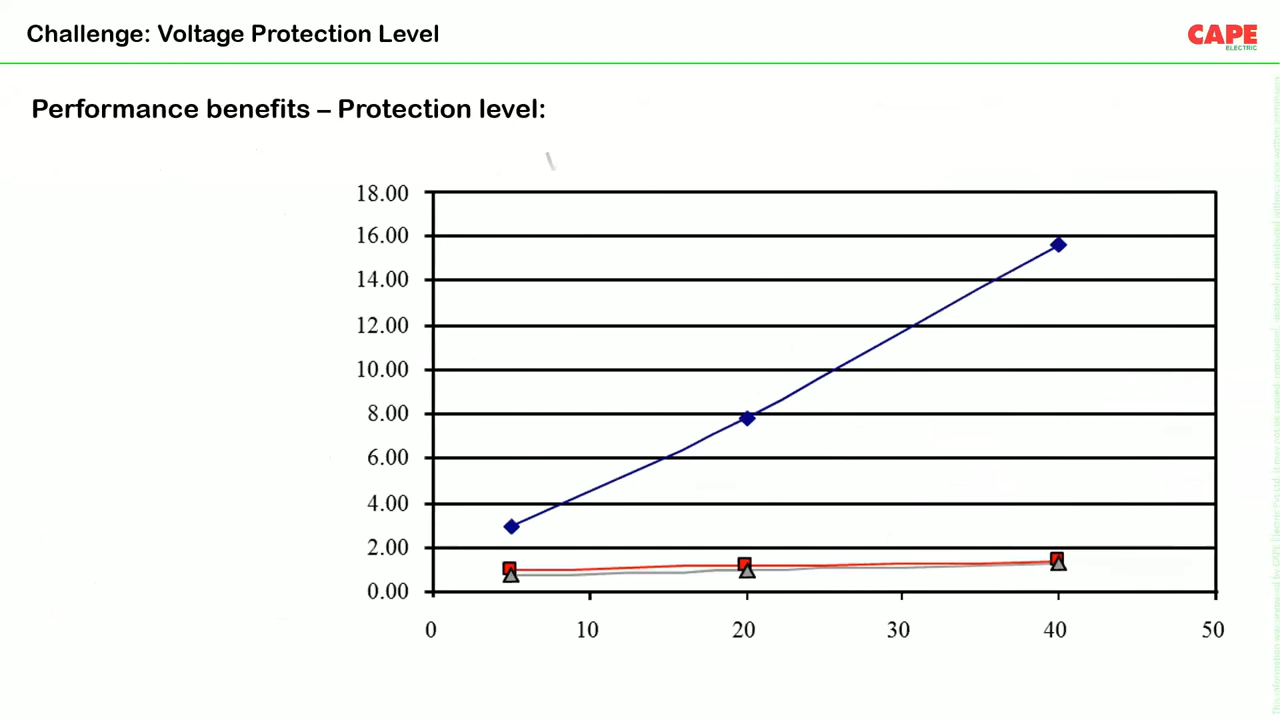 Challenge: Voltage Protection Level
CAPE
ELECTRIC
Performance benefits – Protection level:
18.00
16.00
14.00
12.00
10.00
8.00
6.00
4.00
2.00
0.00
0 10 20 30 40 50